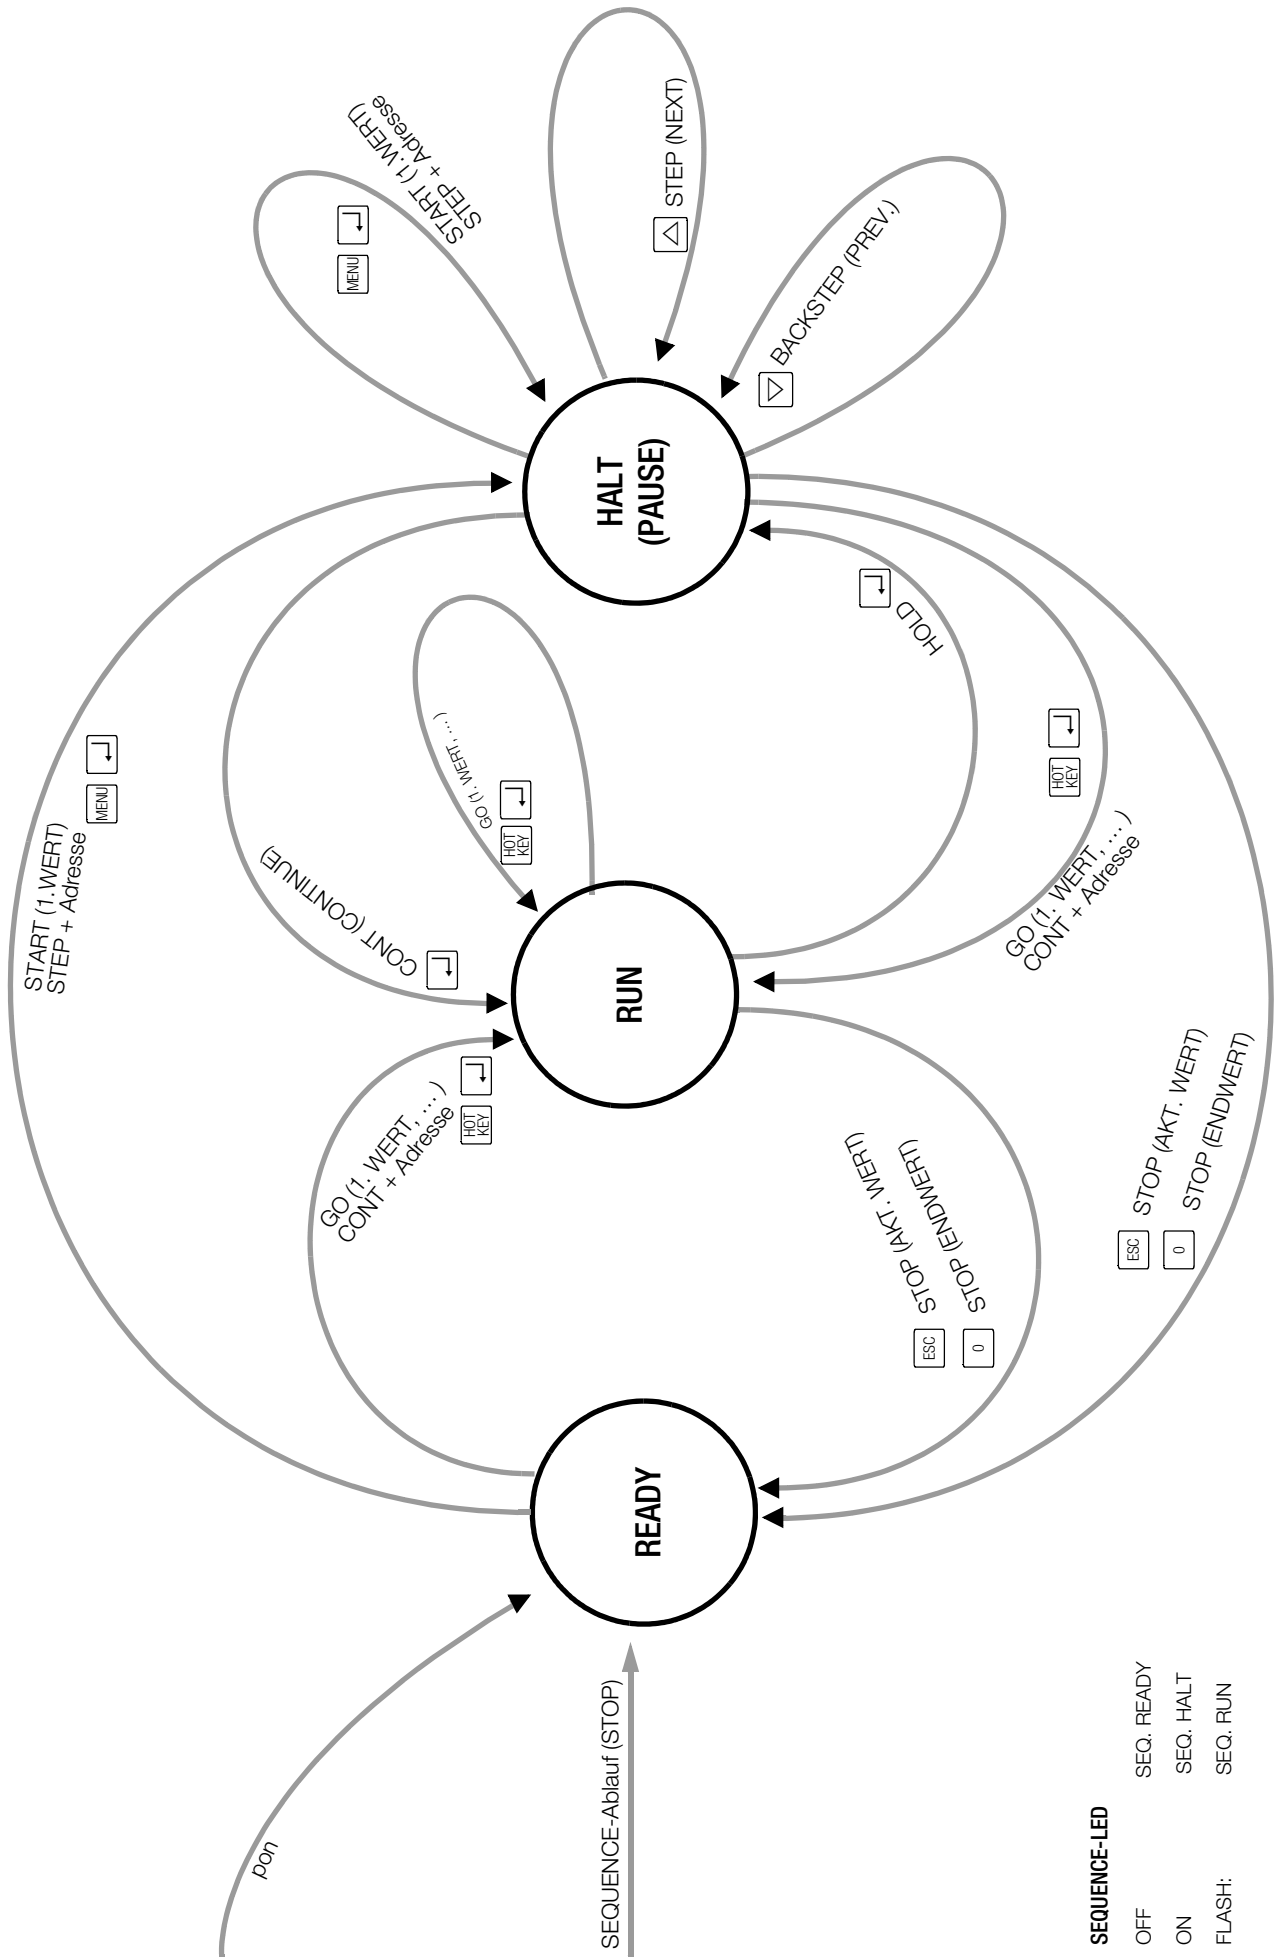 pon
SEQUENCE-Ablauf (STOP)
READY
START (1.WERT)
STEP + Adresse
MENU
GO (1. WERT, ... )
CONT + Adresse
HOT
KEY
CONT (CONTINUE)
GO (1. WERT, ... )
HOT
KEY
RUN
STOP (AKT. WERT)
ESC
STOP (ENDWERT)
0
HOLD
GO (1. WERT, ... )
CONT + Adresse
HOT
KEY
ESC
STOP (AKT. WERT)
0
STOP (ENDWERT)
HALT
(PAUSE)
START (1.WERT)
STEP + Adresse
MENU
STEP (NEXT)
BACKSTEP (PREV.)
SEQUENCE-LED
OFF SEQ. READY
ON SEQ. HALT
FLASH: SEQ. RUN